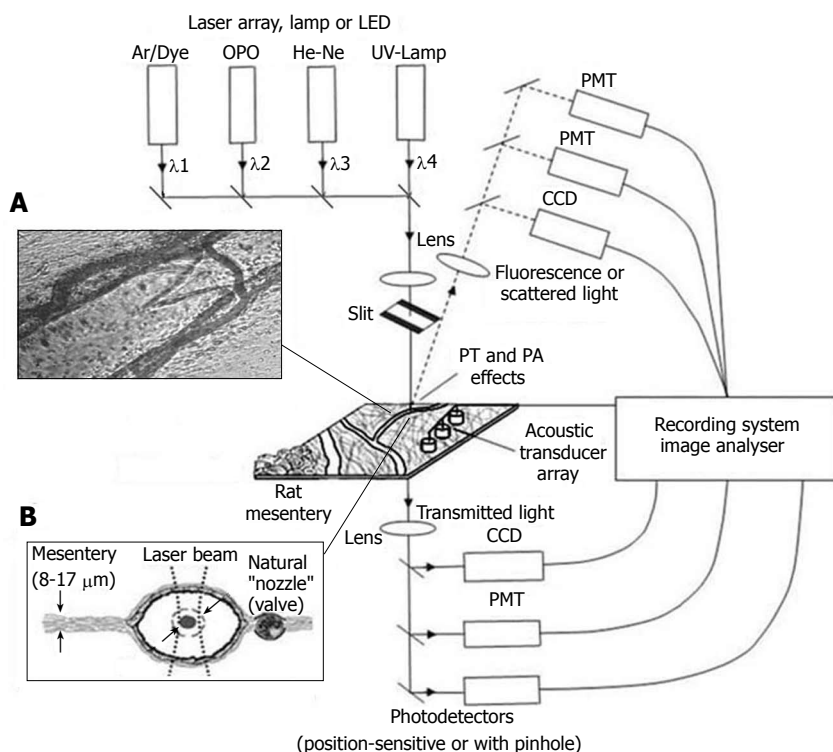 Laser array, lamp or LED
Ar/Dye OPO He-Ne UV-Lamp
λ1 λ2 λ3 λ4
PMT
PMT
CCD
A
Lens
Fluorescence or
scattered light
Slit
PT and PA
effects
Acoustic
transducer
array
Recording system
image analyser
Rat
mesentery
B
Transmitted light
Lens
CCD
Mesentery
(8-17 μm)
Laser beam
Natural
"nozzle"
(valve)
PMT
Photodetectors
(position-sensitive or with pinhole)